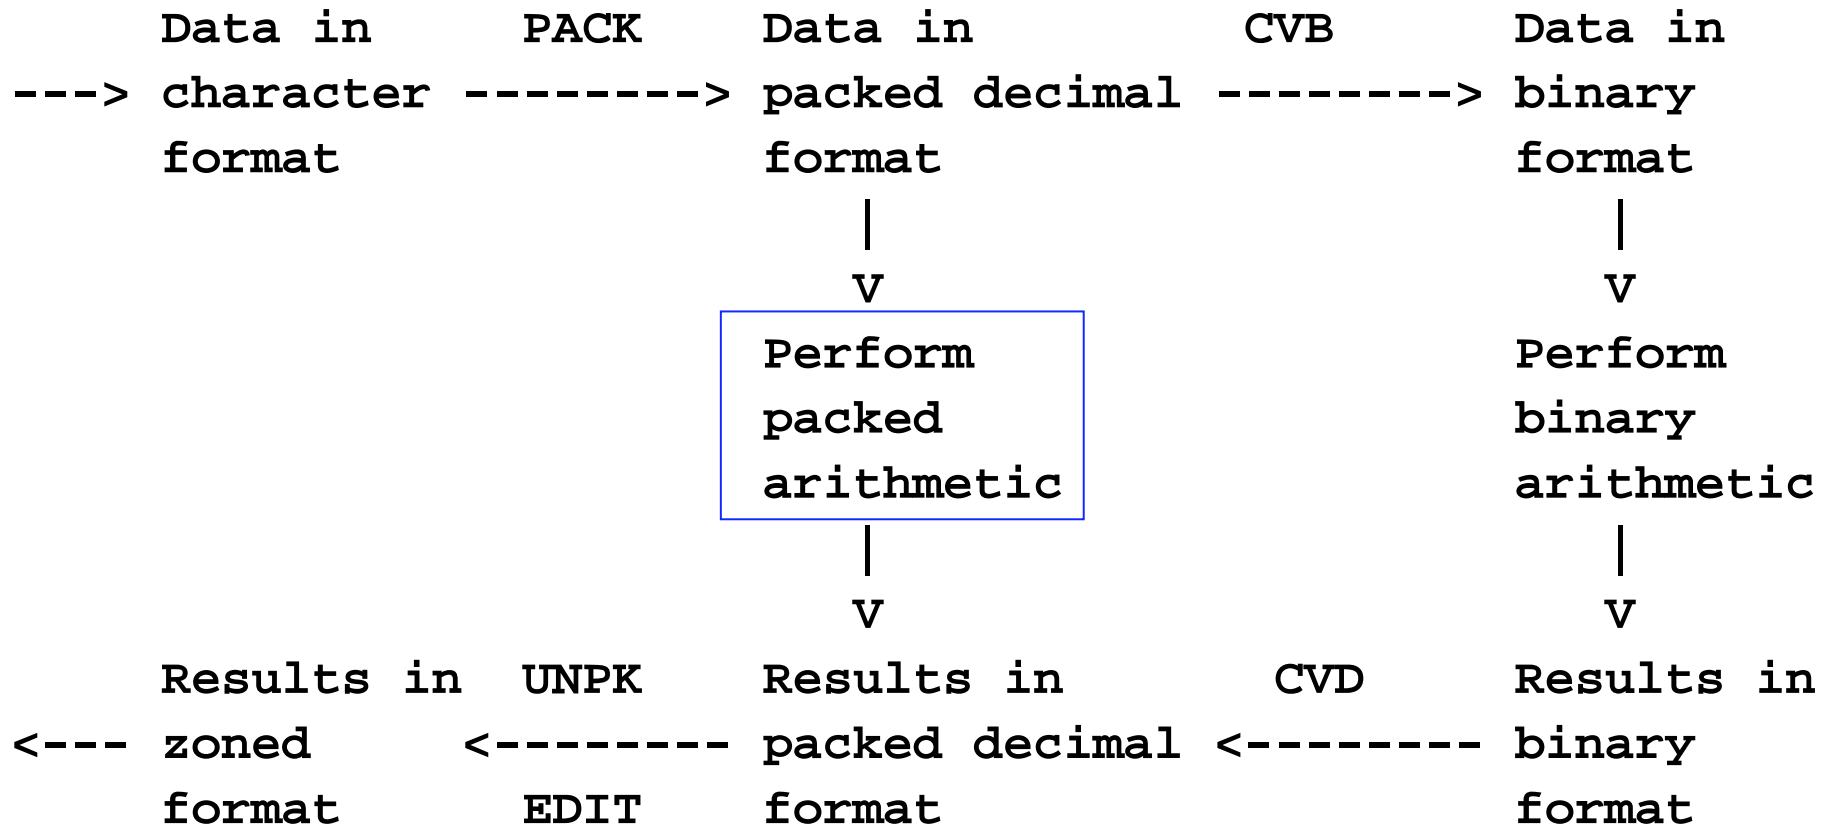 Data in PACK Data in CVB Data in
---> character --------> packed decimal --------> binary
format format format
| |
v v
Perform Perform
packed binary
arithmetic arithmetic
| |
v v
Results in UNPK Results in CVD Results in
<--- zoned <-------- packed decimal <-------- binary
format EDIT format format